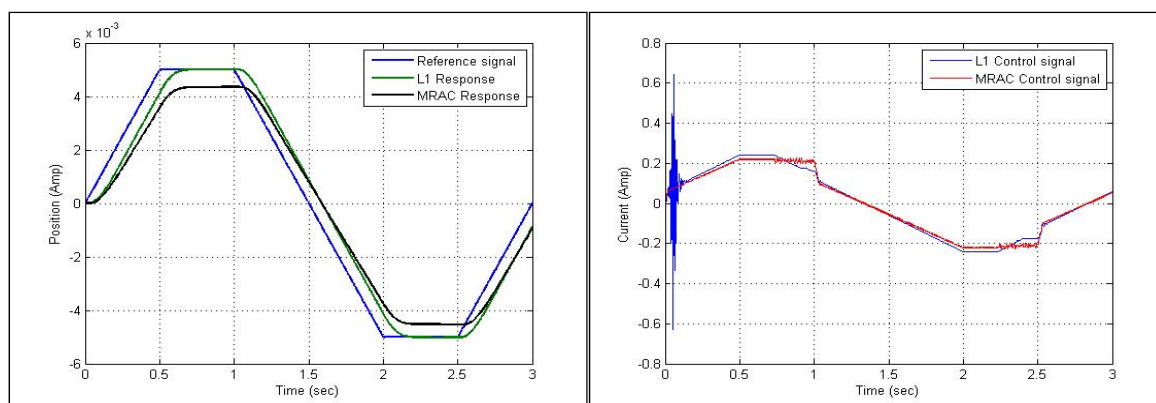 x 10^-3
6
4
2
0
-2
-4
-6
Position (Amp)
0 0.5 1 1.5 2 2.5 3
Time (sec)
Reference signal
L1 Response
MRAC Response
0.8
0.6
0.4
0.2
0
-0.2
-0.4
-0.6
-0.8
Current (Amp)
0 0.5 1 1.5 2 2.5 3
Time (sec)
L1 Control signal
MRAC Control signal